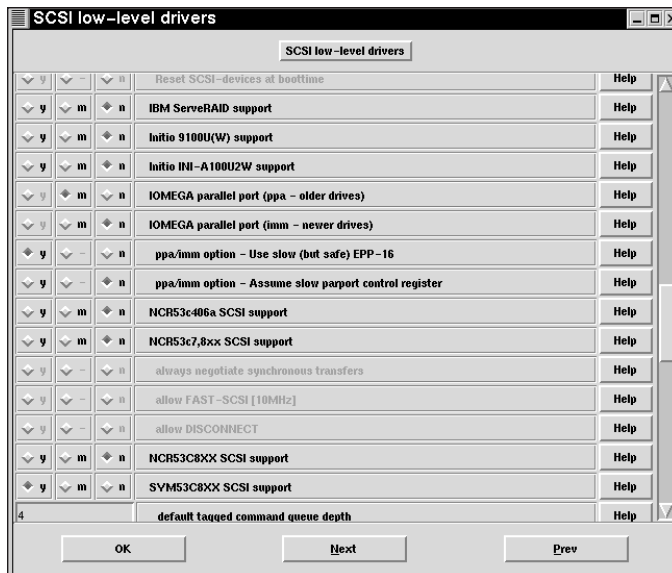 SCSI low-level drivers
SCSI low-level drivers
y - n Reset SCSI-devices at boottime Help
y m n IBM ServeRAID support Help
y m n Initio 9100U(W) support Help
y m n Initio INI-A100U2W support Help
y m n IOMEGA parallel port (ppa - older drives) Help
y m n IOMEGA parallel port (imm - newer drives) Help
y - n ppa/imm option - Use slow (but safe) EPP-16 Help
y - n ppa/imm option - Assume slow parport control register Help
y m n NCR53c406a SCSI support Help
y m n NCR53c7,8xx SCSI support Help
y - n always negotiate synchronous transfers Help
y - n allow FAST-SCSI [10MHz] Help
y - n allow DISCONNECT Help
y m n NCR53C8XX SCSI support Help
y m n SYM53C8XX SCSI support Help
4 default tagged command queue depth Help
OK Next Prev